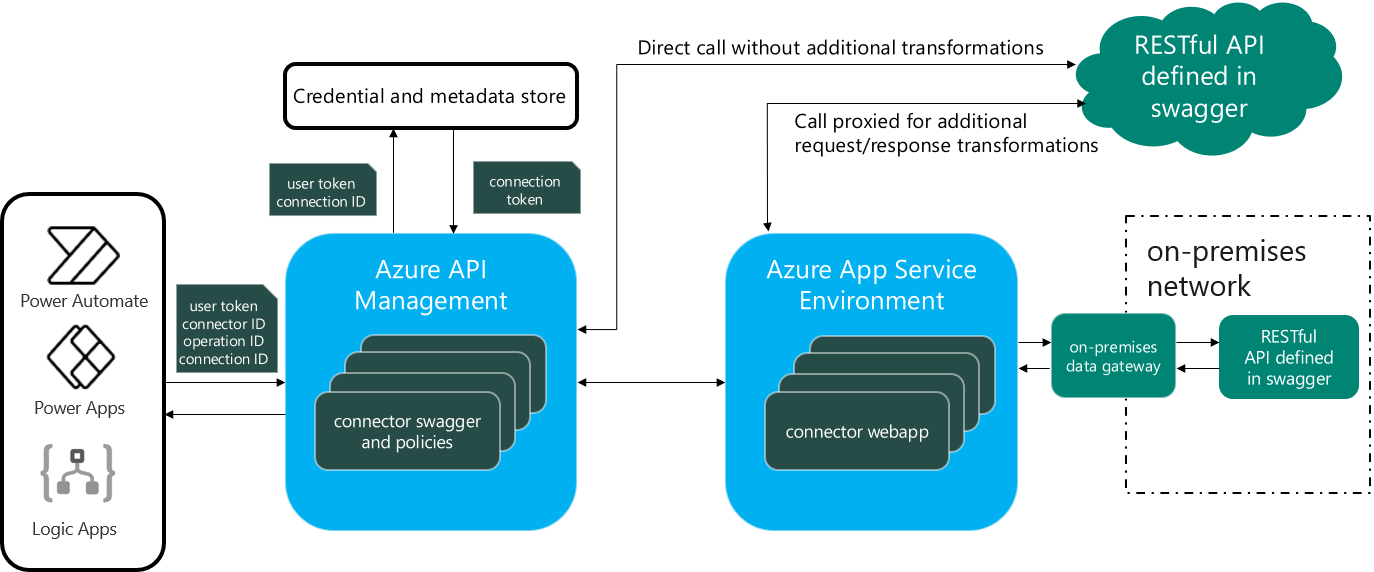 Direct call without additional transformations
RESTful API
defined in
swagger
Credential and metadata store
Call proxied for additional
request/response transformations
user token
connection ID
connection
token
Power Automate
Power Apps
Logic Apps
user token
connector ID
operation ID
connection ID
Azure API
Management
connector swagger
and policies
Azure App Service
Environment
connector webapp
on-premises
network
on-premises
data gateway
RESTful
API defined
in swagger